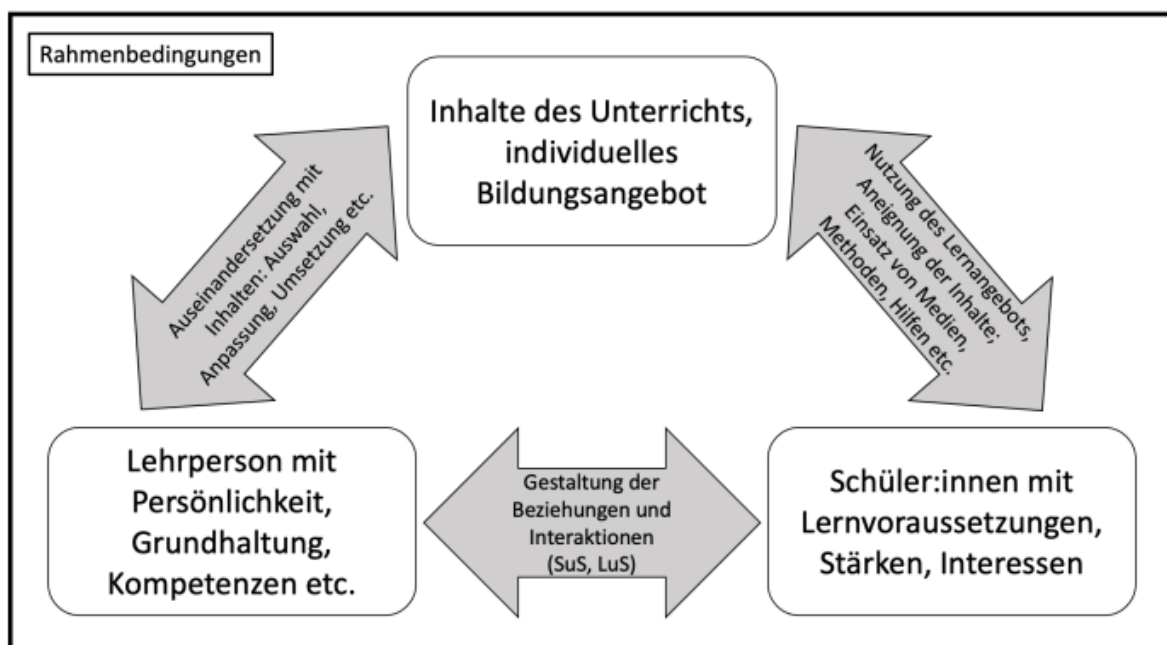 Rahmenbedingungen
Inhalte des Unterrichts,
individuelles
Bildungsangebot
Auseinandersetzung mit
Inhalten: Auswahl,
Anpassung, Umsetzung etc.
Nutzung des Lernangebots,
Aneignung der Inhalte;
Einsatz von Medien,
Methoden, Hilfen etc.
Lehrperson mit
Persönlichkeit,
Grundhaltung,
Kompetenzen etc.
Gestaltung der
Beziehungen und
Interaktionen
(SuS, LuS)
Schüler:innen mit
Lernvoraussetzungen,
Stärken, Interessen